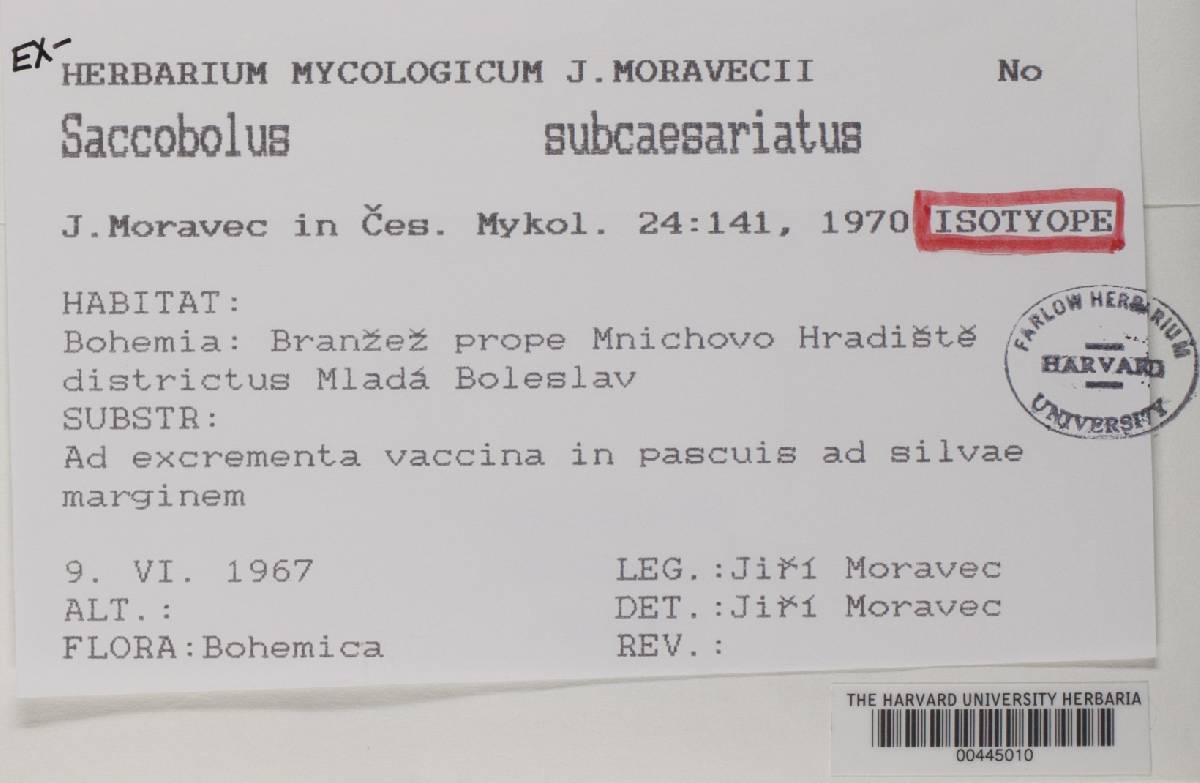 EX-
HERBARIUM MYCOLOGICUM J.MORAVECII No
Saccobolus subcaesariatus
J.Moravec in Čes. Mykol. 24:141, 1970 ISOTYOPE
HABITAT:
Bohemia: Branžež prope Mnichovo Hradiště
districtus Mladá Boleslav
SUBSTR:
Ad excrementa vaccina in pascuis ad silvae
marginem
FARLOW HERBARIUM
HARVARD
UNIVERSITY
9. VI. 1967 LEG.:Jiří Moravec
ALT.: DET.:Jiří Moravec
FLORA:Bohemica REV.:
THE HARVARD UNIVERSITY HERBARIA
00445010